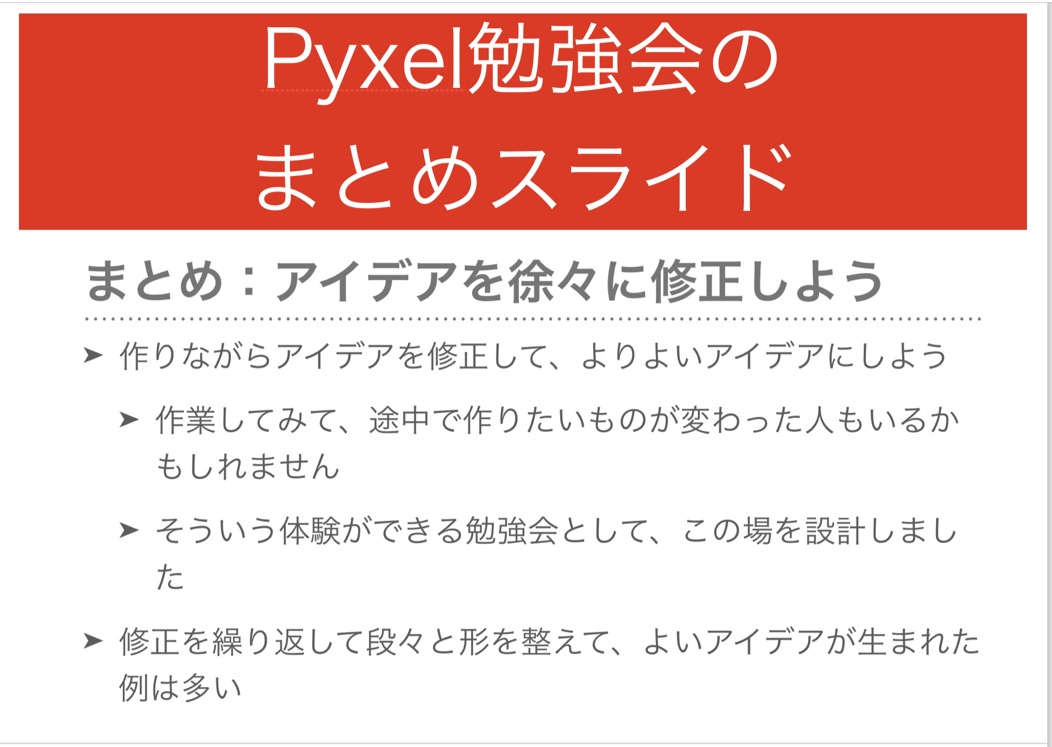 Pyxel勉強会の
まとめスライド
まとめ：アイデアを徐々に修正しよう
➤ 作りながらアイデアを修正して、よりよいアイデアにしよう
➤ 作業してみて、途中で作りたいものが変わった人もいるか
もしれません
➤ そういう体験ができる勉強会として、この場を設計しまし
た
➤ 修正を繰り返して段々と形を整えて、よいアイデアが生まれた
例は多い